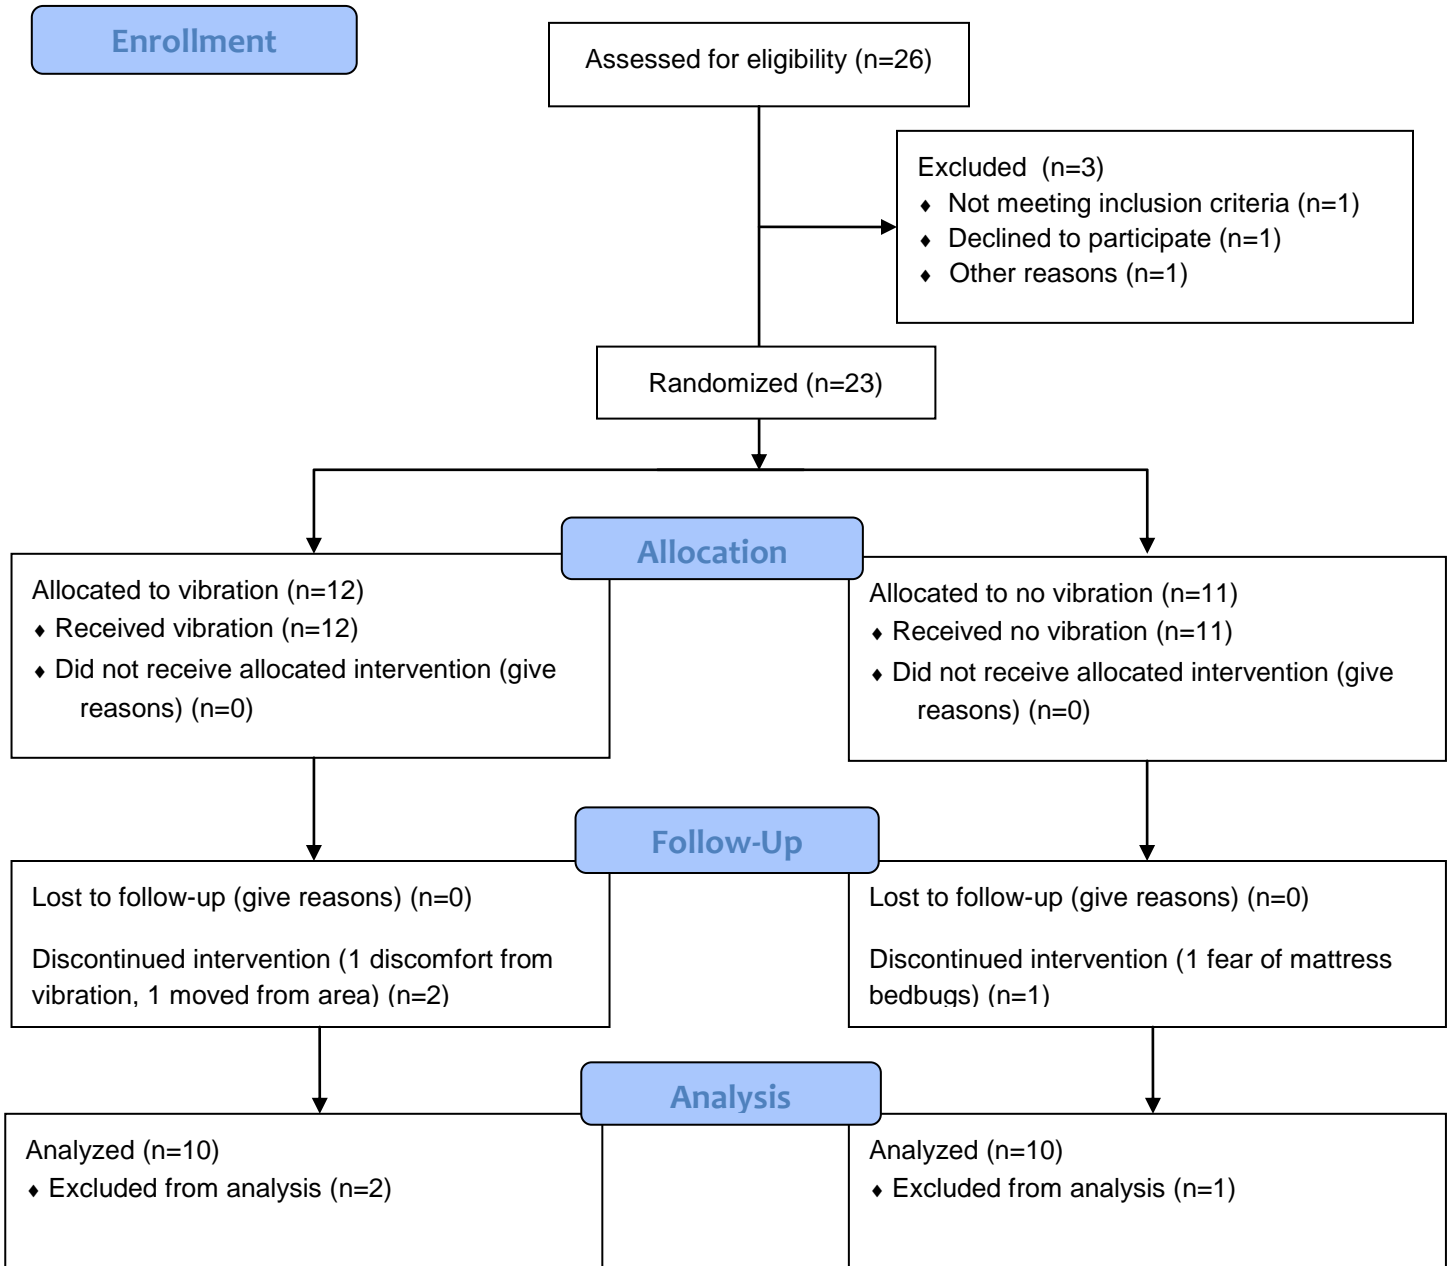 Enrollment
Assessed for eligibility (n=26)
Excluded (n=3)
♦ Not meeting inclusion criteria (n=1)
♦ Declined to participate (n=1)
♦ Other reasons (n=1)
Randomized (n=23)
Allocation
Allocated to vibration (n=12)
♦ Received vibration (n=12)
♦ Did not receive allocated intervention (give
reasons) (n=0)
Allocated to no vibration (n=11)
♦ Received no vibration (n=11)
♦ Did not receive allocated intervention (give
reasons) (n=0)
Follow-Up
Lost to follow-up (give reasons) (n=0)
Discontinued intervention (1 discomfort from
vibration, 1 moved from area) (n=2)
Lost to follow-up (give reasons) (n=0)
Discontinued intervention (1 fear of mattress
bedbugs) (n=1)
Analysis
Analyzed (n=10)
♦ Excluded from analysis (n=2)
Analyzed (n=10)
♦ Excluded from analysis (n=1)